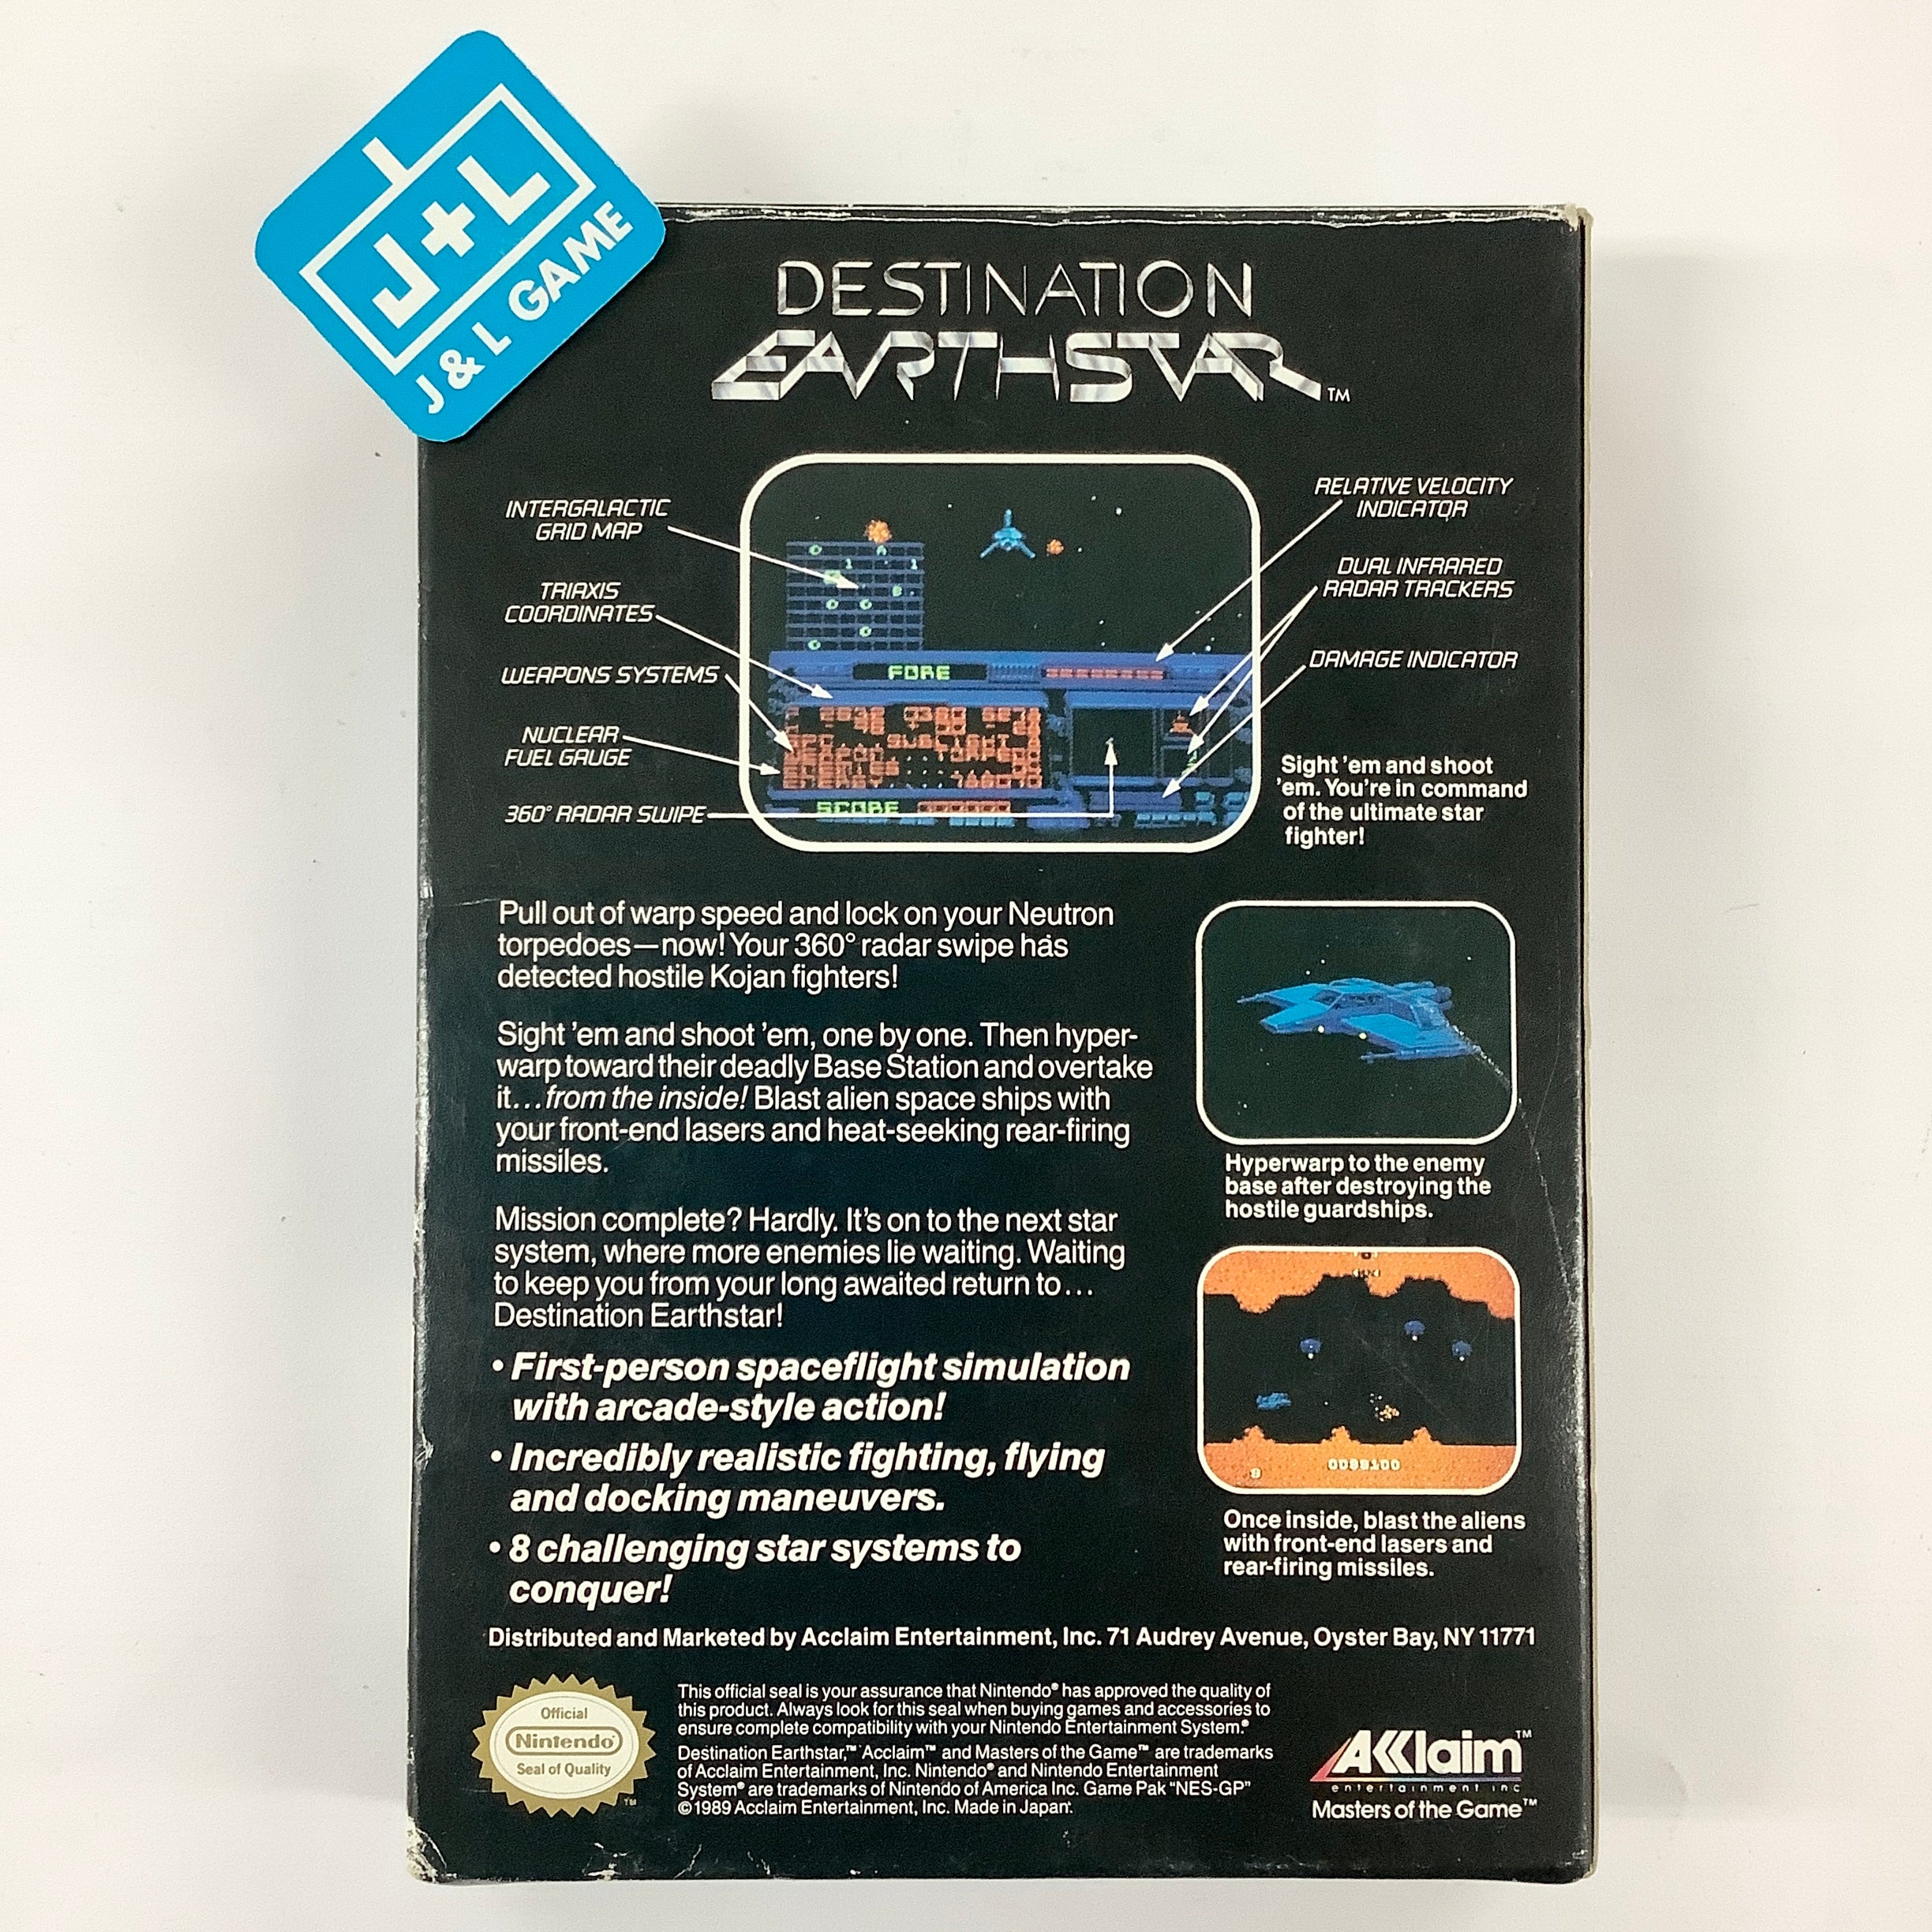 J+L
J & L GAME
DESTINATION
EARTHSTAR™
INTERGALACTIC
GRID MAP
TRIAXIS
COORDINATES
WEAPONS SYSTEMS
NUCLEAR
FUEL GAUGE
360° RADAR SWIPE
RELATIVE VELOCITY
INDICATOR
DUAL INFRARED
RADAR TRACKERS
DAMAGE INDICATOR
FORE
SCORE
Sight 'em and shoot
'em. You're in command
of the ultimate star
fighter!
Pull out of warp speed and lock on your Neutron
torpedoes—now! Your 360° radar swipe has
detected hostile Kojan fighters!
Sight 'em and shoot 'em, one by one. Then hyper-
warp toward their deadly Base Station and overtake
it...from the inside! Blast alien space ships with
your front-end lasers and heat-seeking rear-firing
missiles.
Mission complete? Hardly. It's on to the next star
system, where more enemies lie waiting. Waiting
to keep you from your long awaited return to...
Destination Earthstar!
• First-person spaceflight simulation
with arcade-style action!
• Incredibly realistic fighting, flying
and docking maneuvers.
• 8 challenging star systems to
conquer!
Hyperwarp to the enemy
base after destroying the
hostile guardships.
Once inside, blast the aliens
with front-end lasers and
rear-firing missiles.
Distributed and Marketed by Acclaim Entertainment, Inc. 71 Audrey Avenue, Oyster Bay, NY 11771
Official
Nintendo®
Seal of Quality
™
This official seal is your assurance that Nintendo® has approved the quality of
this product. Always look for this seal when buying games and accessories to
ensure complete compatibility with your Nintendo Entertainment System.®
Destination Earthstar,™ Acclaim™ and Masters of the Game™ are trademarks
of Acclaim Entertainment, Inc. Nintendo® and Nintendo Entertainment
System® are trademarks of Nintendo of America Inc. Game Pak "NES-GP"
©1989 Acclaim Entertainment, Inc. Made in Japan.
AKKlaim™
entertainment inc
Masters of the Game™